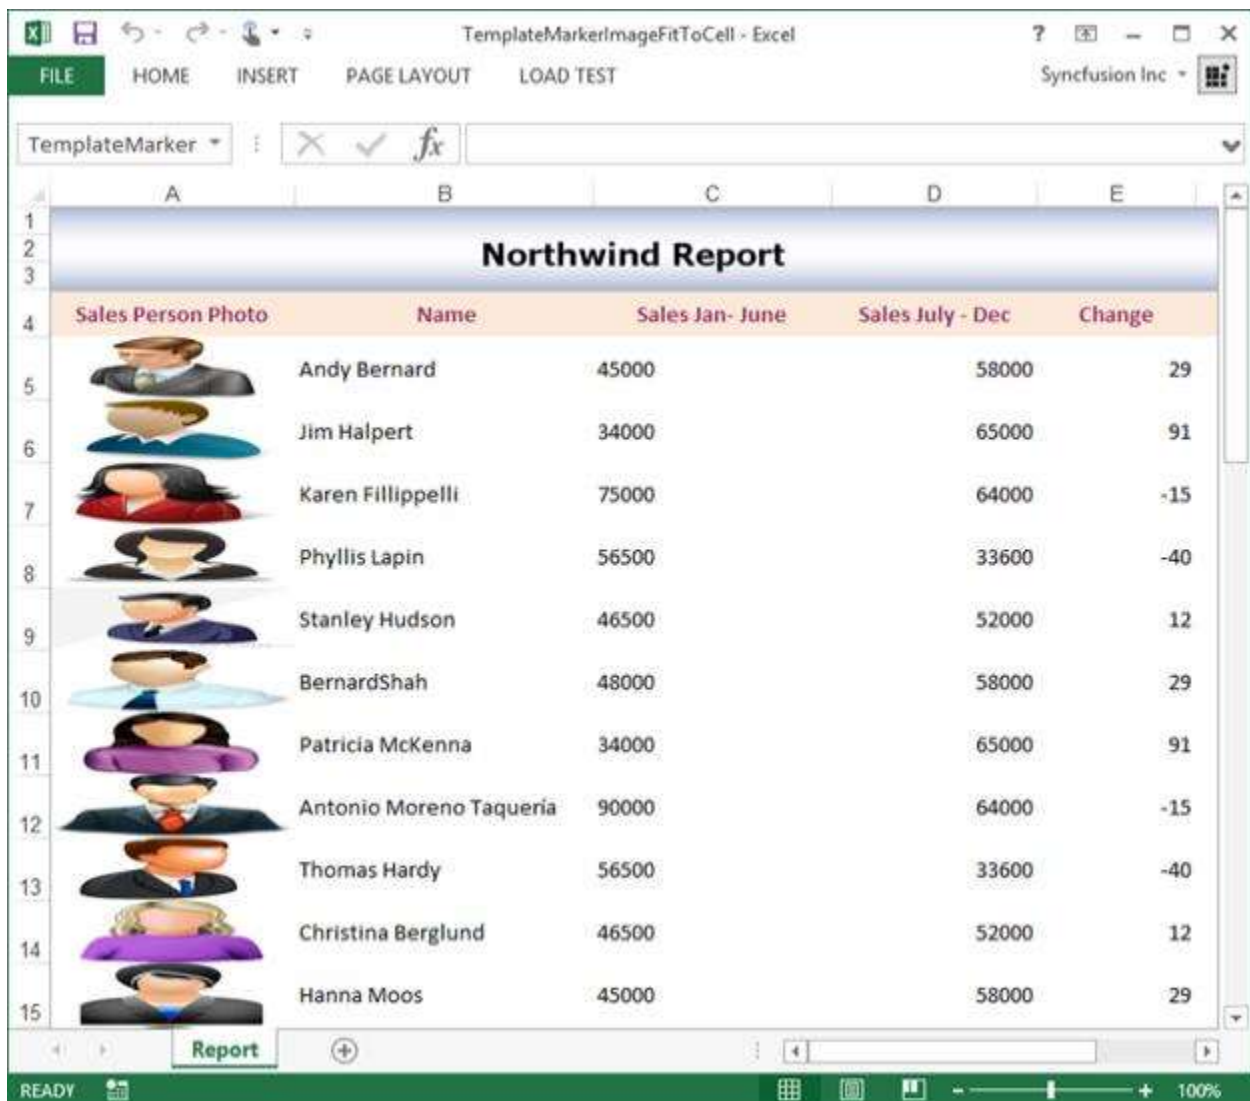 TemplateMarkerImageFitToCell - Excel
?
FILE HOME INSERT PAGE LAYOUT LOAD TEST Syncfusion Inc
TemplateMarker fx
A B C D E
1
2 Northwind Report
3
4 Sales Person Photo Name Sales Jan- June Sales July - Dec Change
5 Andy Bernard 45000 58000 29
6 Jim Halpert 34000 65000 91
7 Karen Fillippelli 75000 64000 -15
8 Phyllis Lapin 56500 33600 -40
9 Stanley Hudson 46500 52000 12
10 BernardShah 48000 58000 29
11 Patricia McKenna 34000 65000 91
12 Antonio Moreno Taquería 90000 64000 -15
13 Thomas Hardy 56500 33600 -40
14 Christina Berglund 46500 52000 12
15 Hanna Moos 45000 58000 29
Report
READY 100%